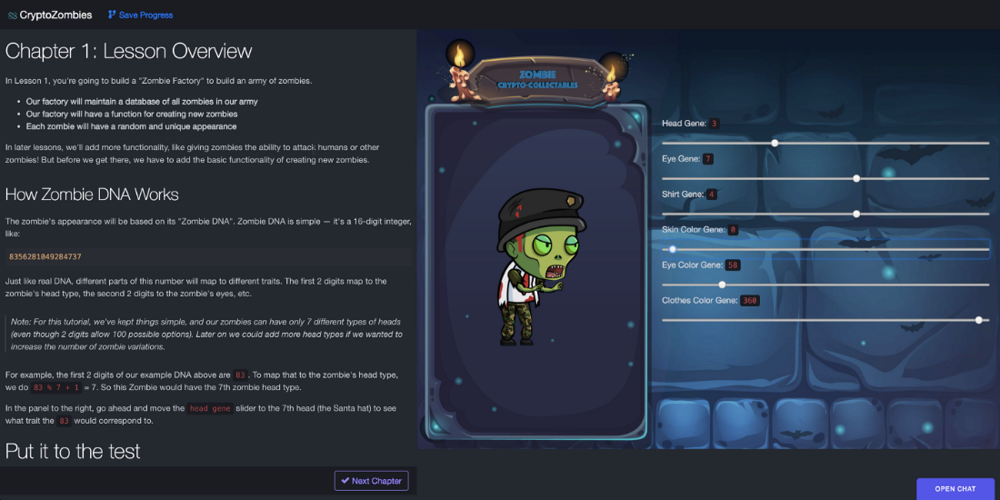 CryptoZombies
Save Progress
Chapter 1: Lesson Overview
In Lesson 1, you're going to build a "Zombie Factory" to build an army of zombies.
Our factory will maintain a database of all zombies in our army
Our factory will have a function for creating new zombies
Each zombie will have a random and unique appearance
In later lessons, we'll add more functionality, like giving zombies the ability to attack humans or other
zombies! But before we get there, we have to add the basic functionality of creating new zombies.
How Zombie DNA Works
The zombie's appearance will be based on its "Zombie DNA". Zombie DNA is simple — it's a 16-digit integer,
like:
8356281049284737
Just like real DNA, different parts of this number will map to different traits. The first 2 digits map to the
zombie's head type, the second 2 digits to the zombie's eyes, etc.
Note: For this tutorial, we've kept things simple, and our zombies can have only 7 different types of heads
(even though 2 digits allow 100 possible options). Later on we could add more head types if we wanted to
increase the number of zombie variations.
For example, the first 2 digits of our example DNA above are 83. To map that to the zombie's head type,
we do 83 % 7 + 1 = 7. So this Zombie would have the 7th zombie head type.
In the panel to the right, go ahead and move the head gene slider to the 7th head (the Santa hat) to see
what trait the 83 would correspond to.
Put it to the test
Next Chapter
ZOMBIE
CRYPTO-COLLECTABLES
Head Gene: 3
Eye Gene: 7
Shirt Gene: 4
Skin Color Gene: 0
Eye Color Gene: 58
Clothes Color Gene: 360
OPEN CHAT